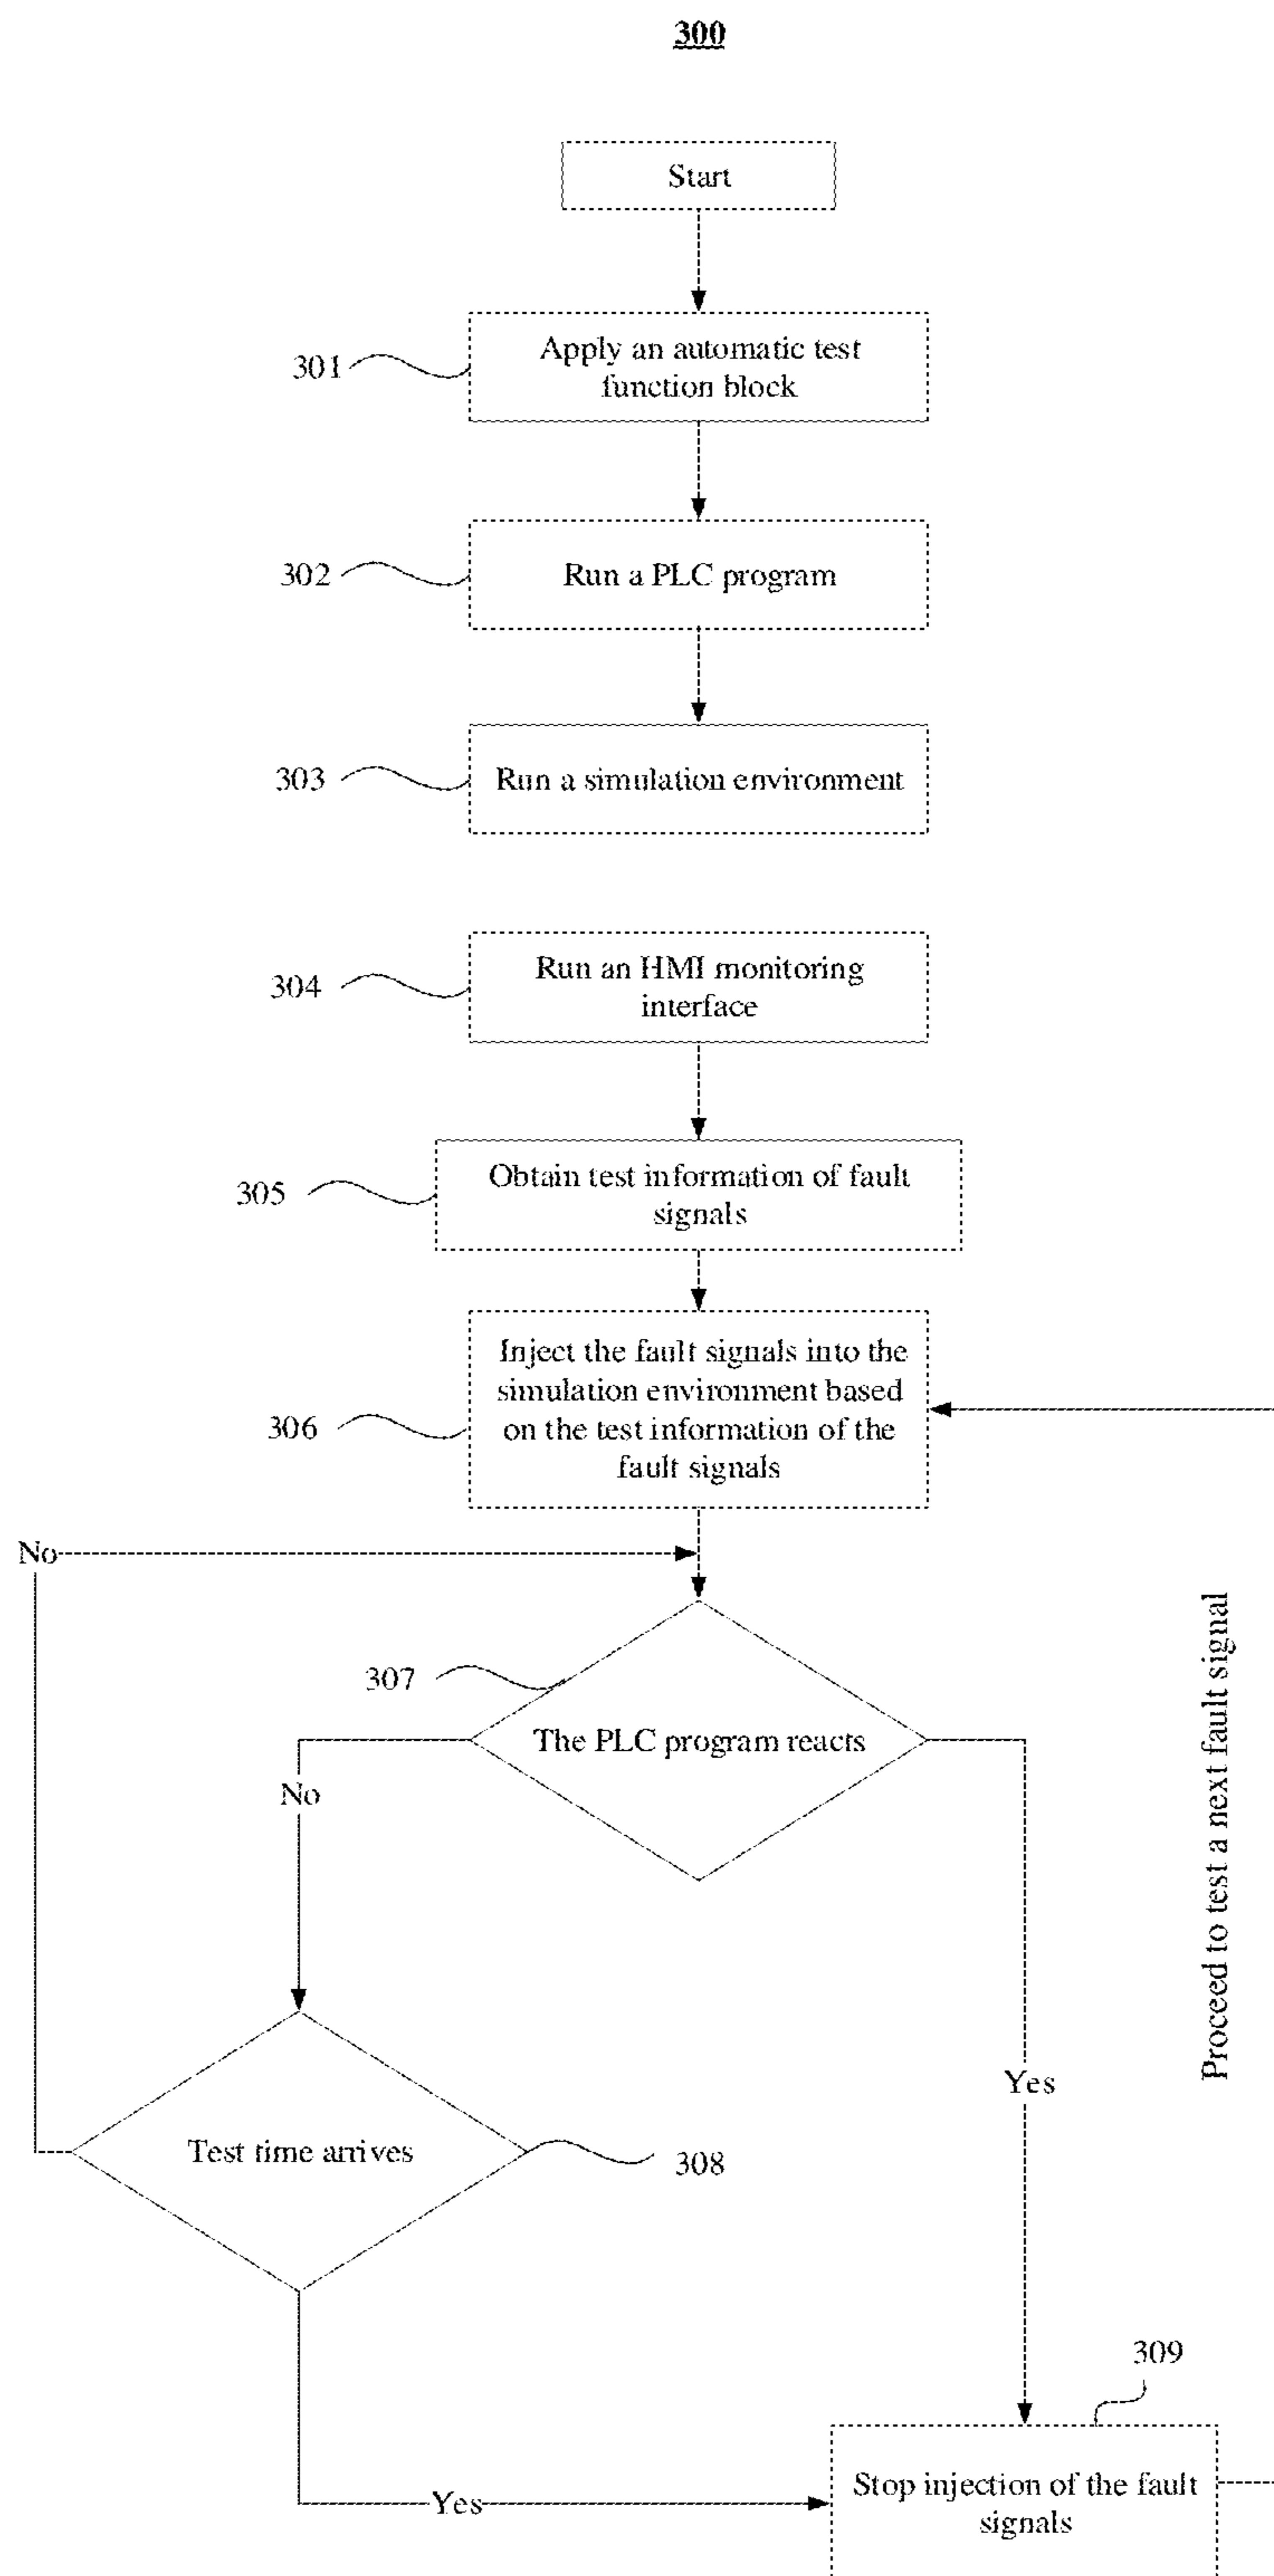 300
Start
301
Apply an automatic test
function block
302
Run a PLC program
303
Run a simulation environment
304
Run an HMI monitoring
interface
305
Obtain test information of fault
signals
306
Inject the fault signals into the
simulation environment based
on the test information of the
fault signals
No
307
The PLC program reacts
No
Proceed to test a next fault signal
Yes
Test time arrives
308
309
Stop injection of the fault
signals
Yes